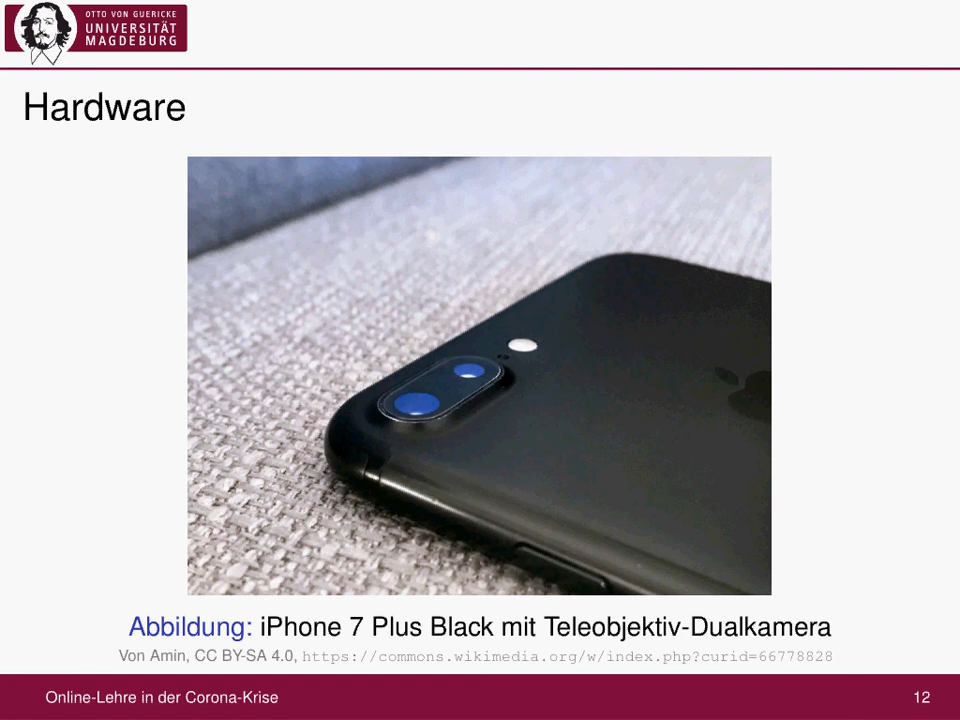 OTTO VON GUERICKE
UNIVERSITÄT
MAGDEBURG
Hardware
Abbildung: iPhone 7 Plus Black mit Teleobjektiv-Dualkamera
Von Amin, CC BY-SA 4.0, https://commons.wikimedia.org/w/index.php?curid=66778828
Online-Lehre in der Corona-Krise
12